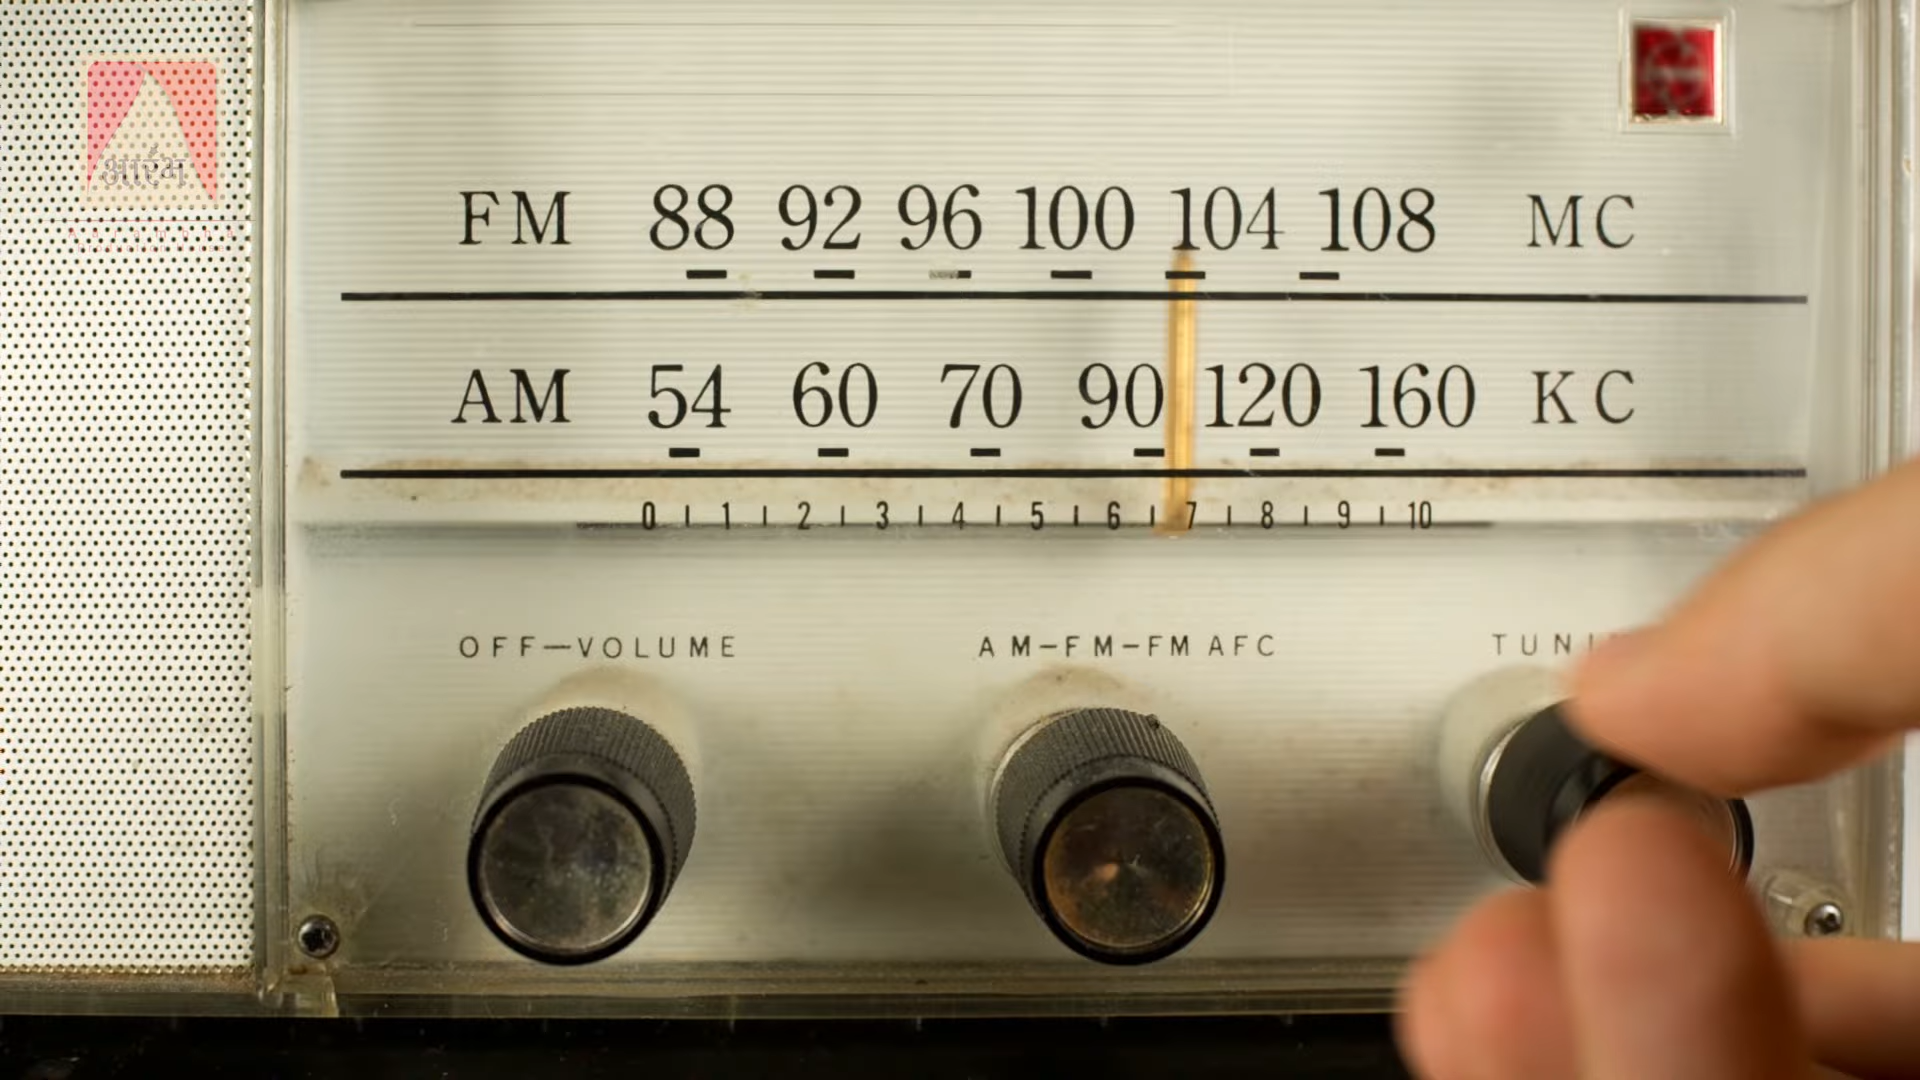 आरंभ
FM 88 92 96 100 104 108 MC
AM 54 60 70 90 120 160 KC
0 1 2 3 4 5 6 7 8 9 10
OFF—VOLUME
AM-FM-FM AFC